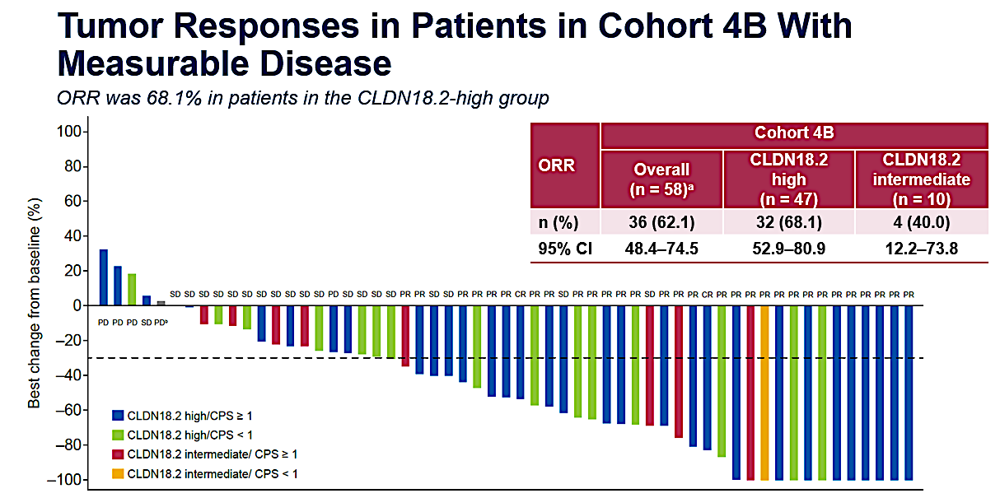 Tumor Responses in Patients in Cohort 4B With
Measurable Disease
ORR was 68.1% in patients in the CLDN18.2-high group
ORR
Cohort 4B
Overall
(n = 58)ᵃ
CLDN18.2
high
(n = 47)
CLDN18.2
intermediate
(n = 10)
n (%) 36 (62.1) 32 (68.1) 4 (40.0)
95% CI 48.4–74.5 52.9–80.9 12.2–73.8
Best change from baseline (%)
100
80
60
40
20
0
–20
–40
–60
–80
–100
SD SD SD SD SD SD SD SD SD SD SD PD SD SD SD SD PR PR SD SD PR PR PR PR CR PR PR SD PR PR PR PR PR SD PR PR PR CR PR PR PR PR PR PR PR PR PR PR PR PR PR PR
PD PD PD SD PDᵇ
CLDN18.2 high/CPS ≥ 1
CLDN18.2 high/CPS < 1
CLDN18.2 intermediate/ CPS ≥ 1
CLDN18.2 intermediate/ CPS < 1